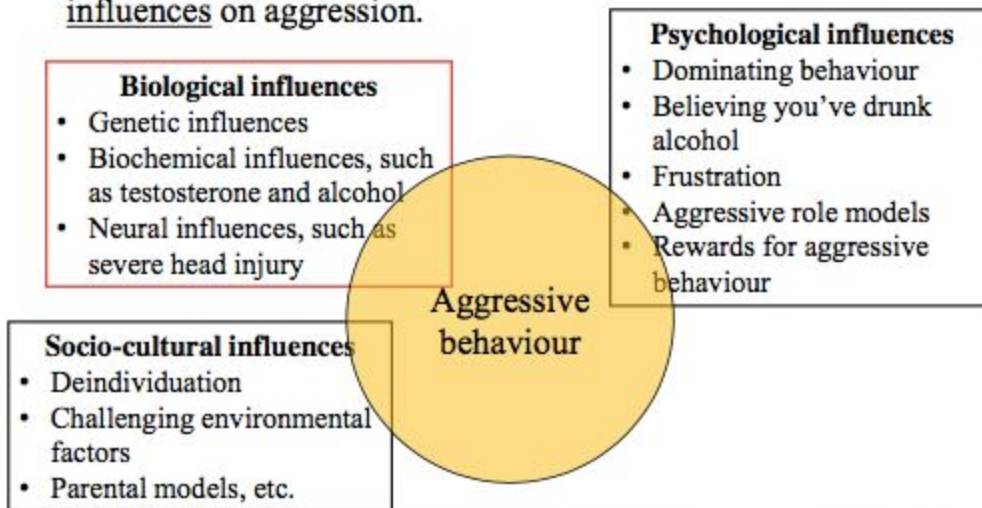 influences on aggression.
Biological influences
• Genetic influences
• Biochemical influences, such
as testosterone and alcohol
• Neural influences, such as
severe head injury
Psychological influences
• Dominating behaviour
• Believing you've drunk
alcohol
• Frustration
• Aggressive role models
• Rewards for aggressive
behaviour
Aggressive
behaviour
Socio-cultural influences
• Deindividuation
• Challenging environmental
factors
• Parental models, etc.